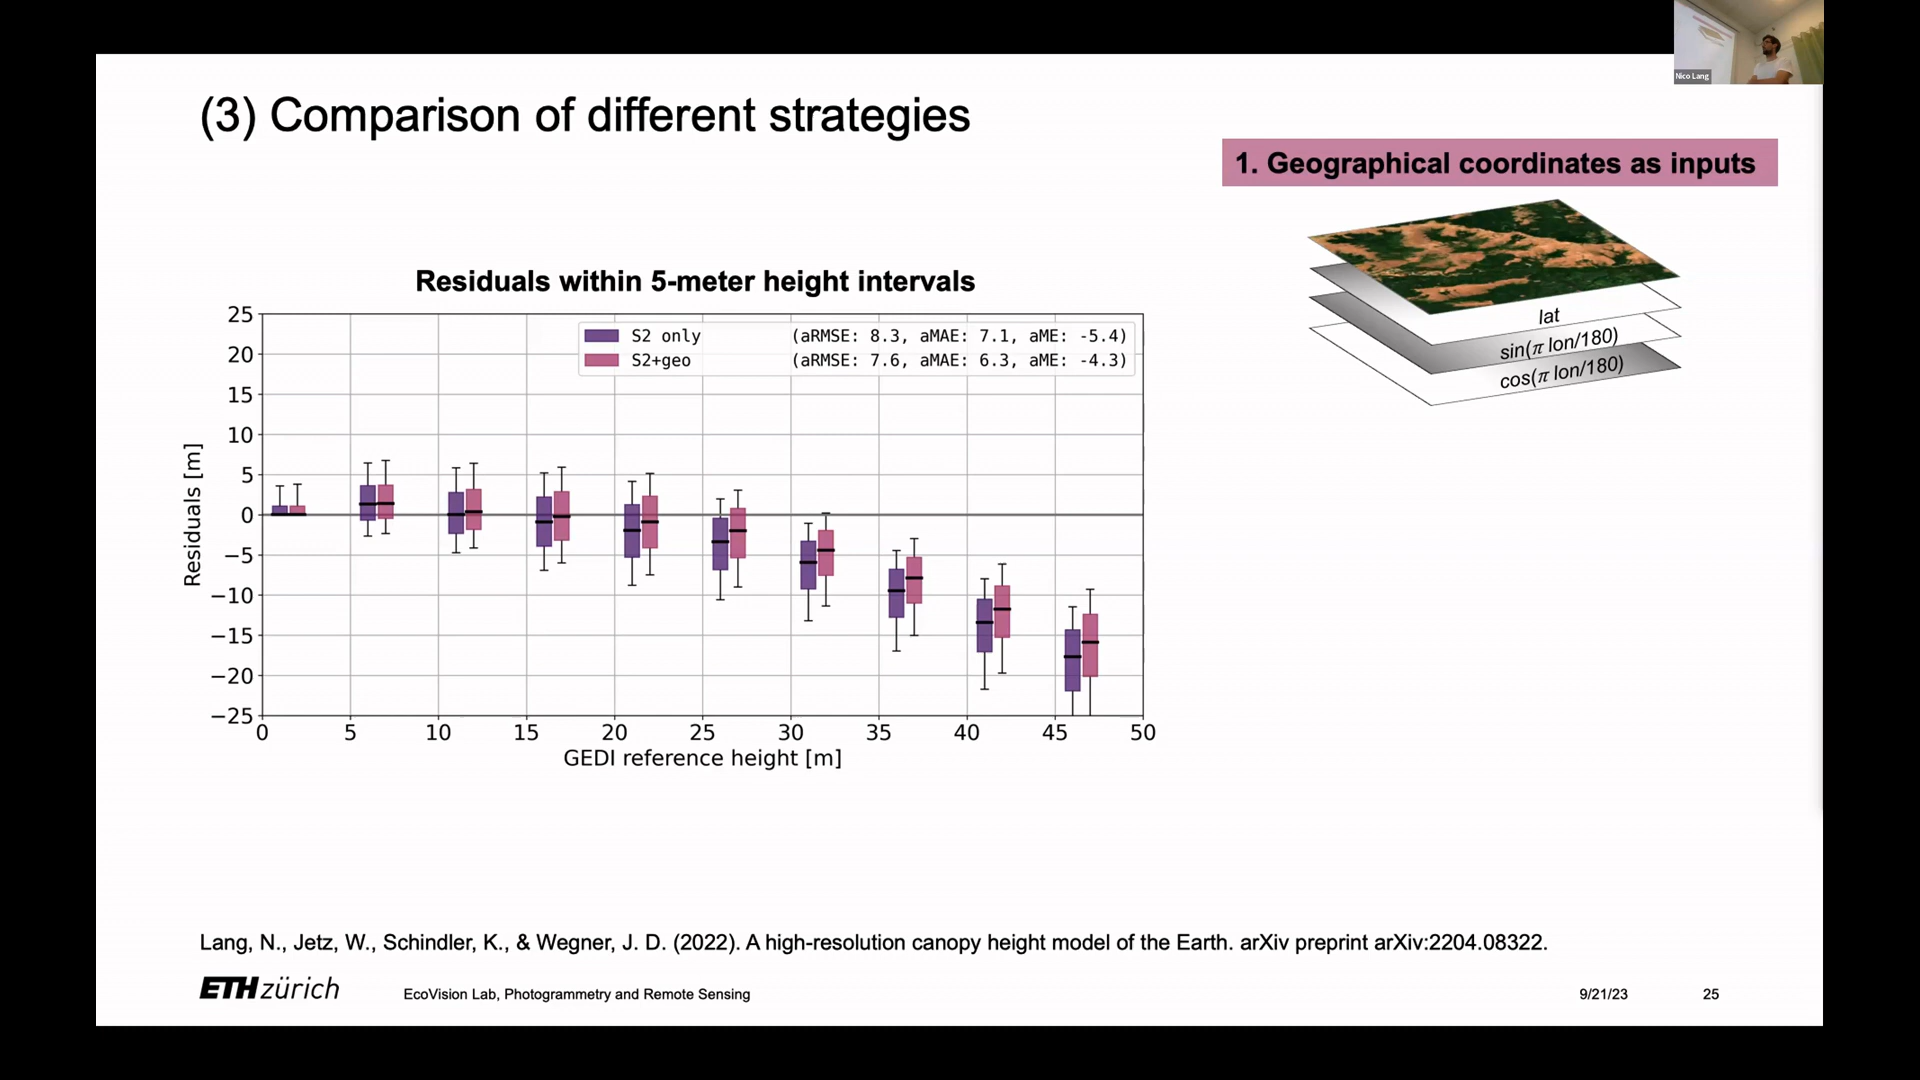 Nico Lang
(3) Comparison of different strategies
1. Geographical coordinates as inputs
lat
sin(π lon/180)
cos(π lon/180)
Residuals within 5-meter height intervals
S2 only (aRMSE: 8.3, aMAE: 7.1, aME: -5.4)
S2+geo (aRMSE: 7.6, aMAE: 6.3, aME: -4.3)
Residuals [m]
25
20
15
10
5
0
−5
−10
−15
−20
−25
0 5 10 15 20 25 30 35 40 45 50
GEDI reference height [m]
Lang, N., Jetz, W., Schindler, K., & Wegner, J. D. (2022). A high-resolution canopy height model of the Earth. arXiv preprint arXiv:2204.08322.
ETH zürich
EcoVision Lab, Photogrammetry and Remote Sensing
9/21/23
25